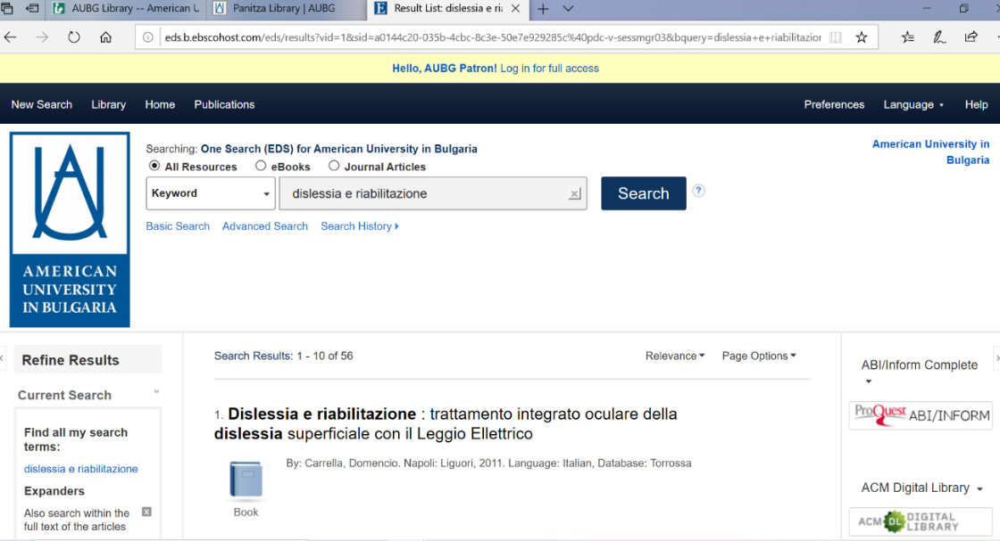 AUBG Library -- American U
Panitza Library | AUBG
Result List: dislessia e ri
eds.b.ebscohost.com/eds/results?vid=1&sid=a0144c20-035b-4cbc-8c3e-50e7e929285c%40pdc-v-sessmgr03&bquery=dislessia+e+riabilitazior
Hello, AUBG Patron! Log in for full access
New Search Library Home Publications Preferences Language Help
AMERICAN
UNIVERSITY
IN BULGARIA
Searching: One Search (EDS) for American University in Bulgaria
All Resources eBooks Journal Articles
Keyword dislessia e riabilitazione Search ?
Basic Search Advanced Search Search History
American University in
Bulgaria
Refine Results
Current Search
Find all my search
terms:
dislessia e riabilitazione
Expanders
Also search within the
full text of the articles
Search Results: 1 - 10 of 56 Relevance Page Options
1. Dislessia e riabilitazione : trattamento integrato oculare della
dislessia superficiale con il Leggio Ellettrico
By: Carrella, Domencio. Napoli: Liguori, 2011. Language: Italian, Database: Torrossa
Book
ABI/Inform Complete
ProQuest ABI/INFORM
ACM Digital Library
ACM DL DIGITAL
LIBRARY